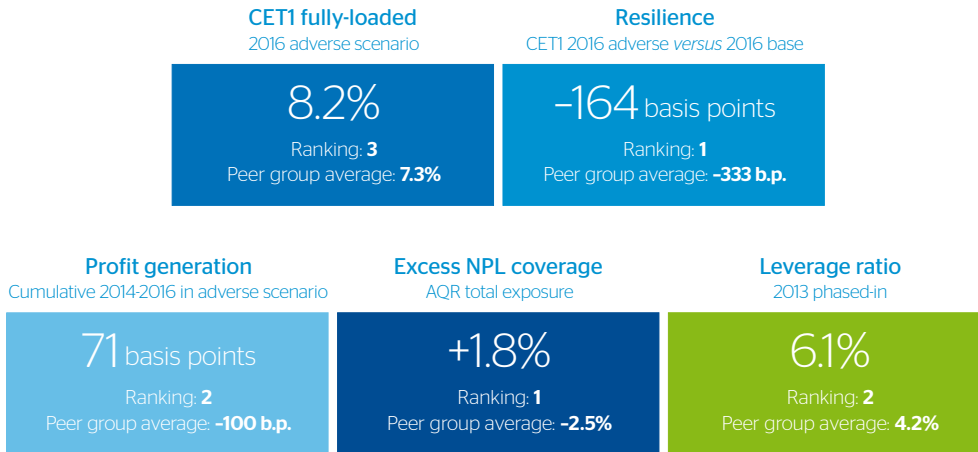 CET1 fully-loaded
2016 adverse scenario
8.2%
Ranking: 3
Peer group average: 7.3%
Resilience
CET1 2016 adverse versus 2016 base
-164 basis points
Ranking: 1
Peer group average: -333 b.p.
Profit generation
Cumulative 2014-2016 in adverse scenario
71 basis points
Ranking: 2
Peer group average: -100 b.p.
Excess NPL coverage
AQR total exposure
+1.8%
Ranking: 1
Peer group average: -2.5%
Leverage ratio
2013 phased-in
6.1%
Ranking: 2
Peer group average: 4.2%